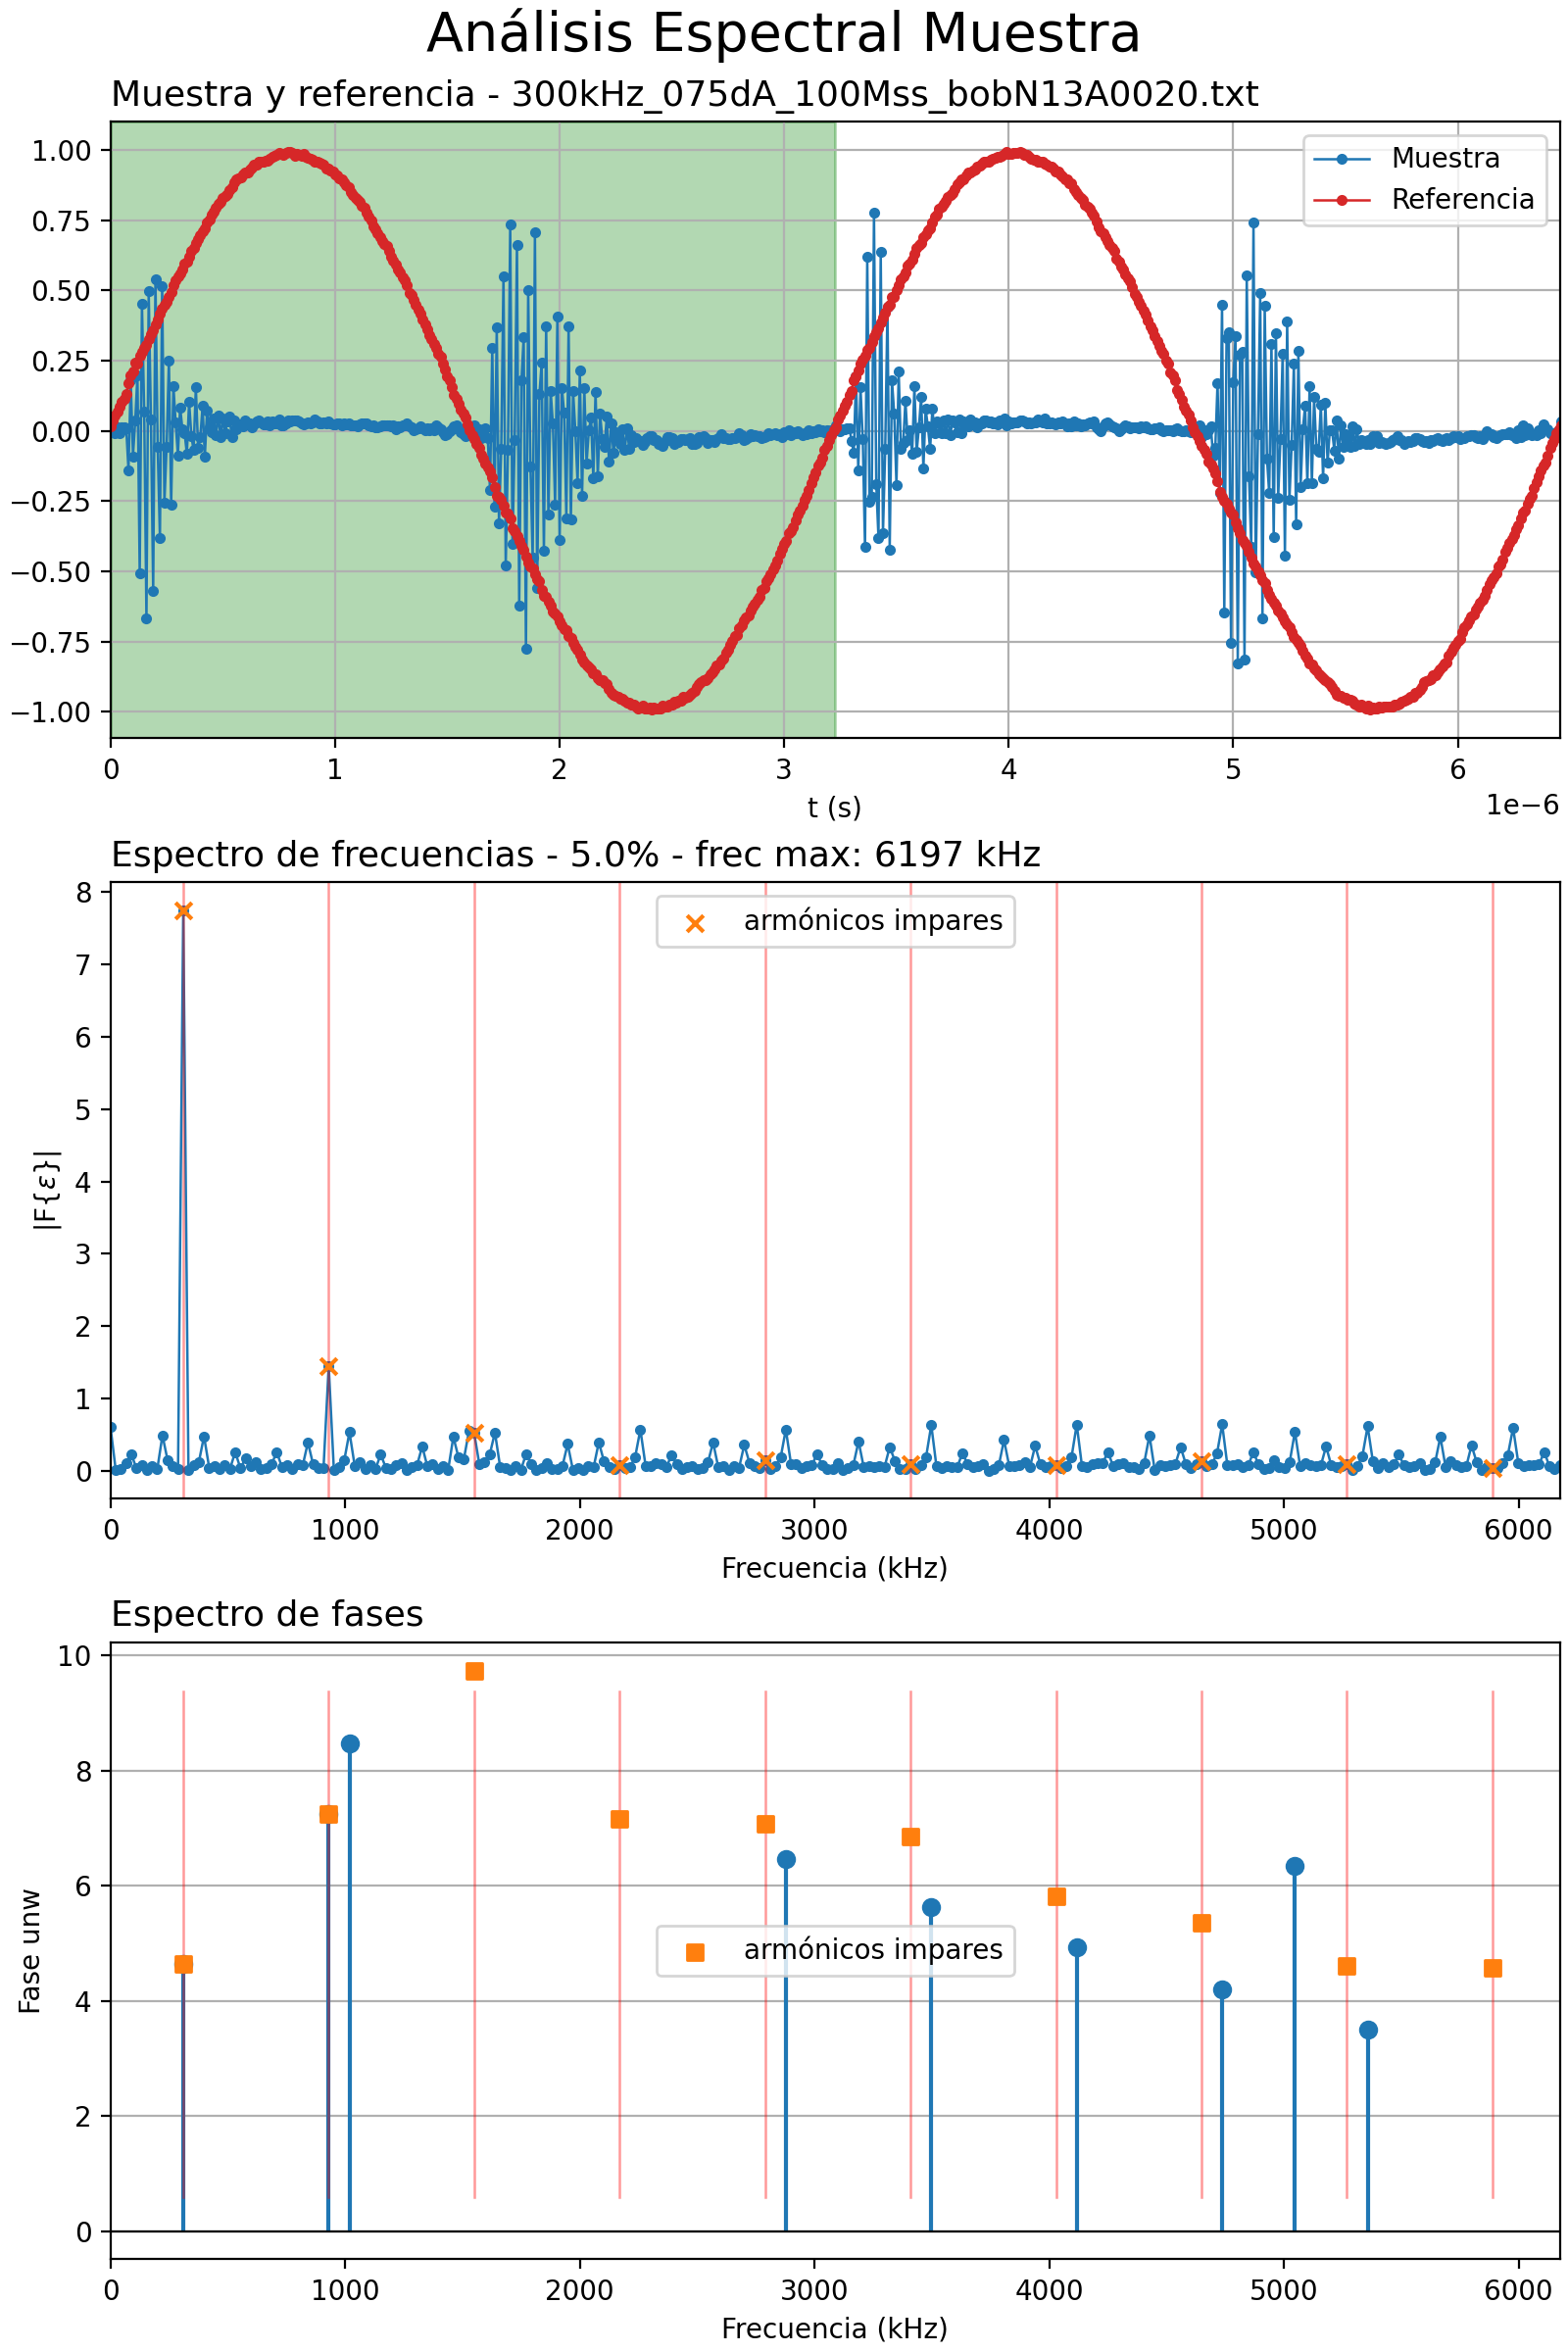 Análisis Espectral Muestra
Muestra y referencia - 300kHz_075dA_100Mss_bobN13A0020.txt
1.00
0.75
0.50
0.25
0.00
−0.25
−0.50
−0.75
−1.00
Muestra
Referencia
0 1 2 3 4 5 6
t (s)
1e−6
Espectro de frecuencias - 5.0% - frec max: 6197 kHz
8
7
6
5
4
3
2
1
0
|F{ε}|
armónicos impares
0 1000 2000 3000 4000 5000 6000
Frecuencia (kHz)
Espectro de fases
10
8
6
4
2
0
Fase unw
armónicos impares
0 1000 2000 3000 4000 5000 6000
Frecuencia (kHz)